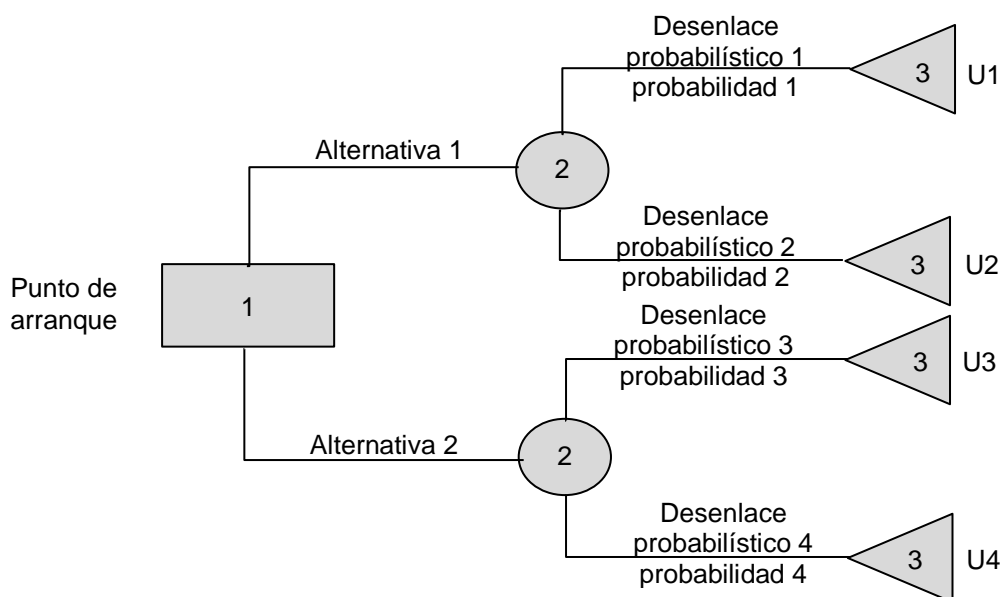 Desenlace
probabilístico 1
probabilidad 1
3
U1
Alternativa 1
2
Desenlace
probabilístico 2
probabilidad 2
3
U2
Punto de
arranque
1
Desenlace
probabilístico 3
probabilidad 3
3
U3
Alternativa 2
2
Desenlace
probabilístico 4
probabilidad 4
3
U4